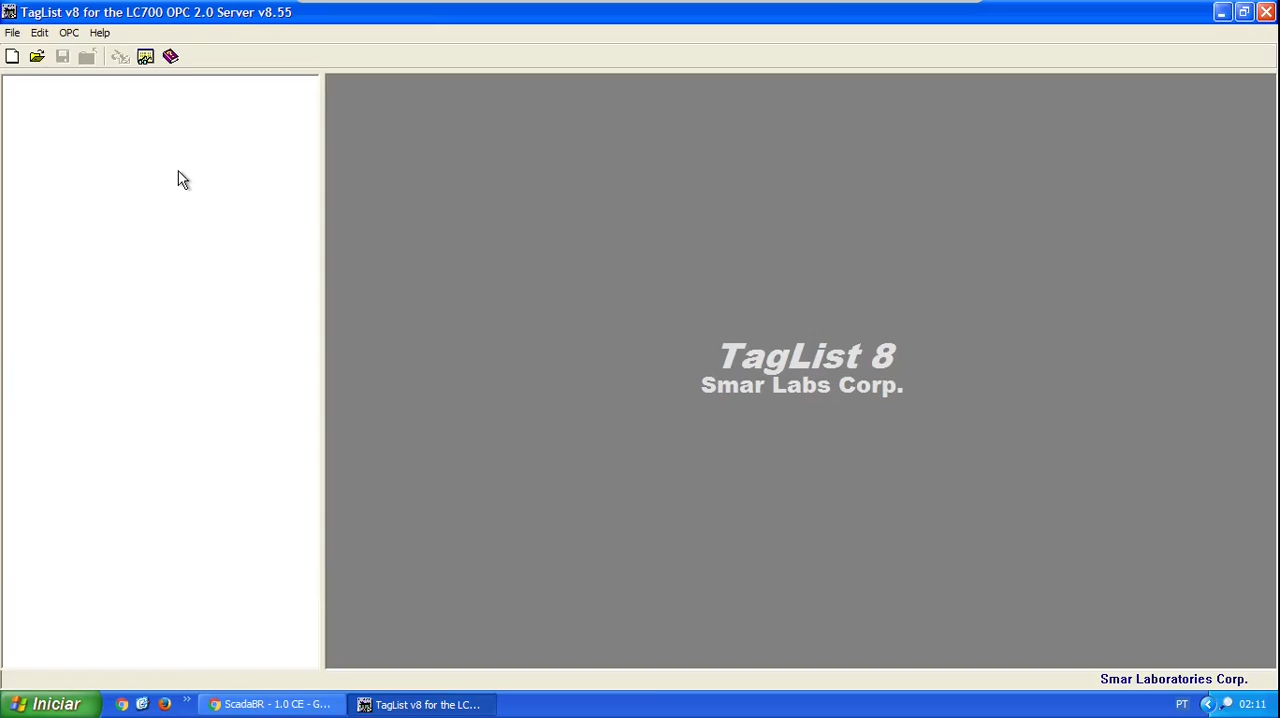 TagList v8 for the LC700 OPC 2.0 Server v8.55
File Edit OPC Help
TagList 8
Smar Labs Corp.
Smar Laboratories Corp.
Iniciar » ScadaBR - 1.0 CE - G... TagList v8 for the LC... PT 02:11